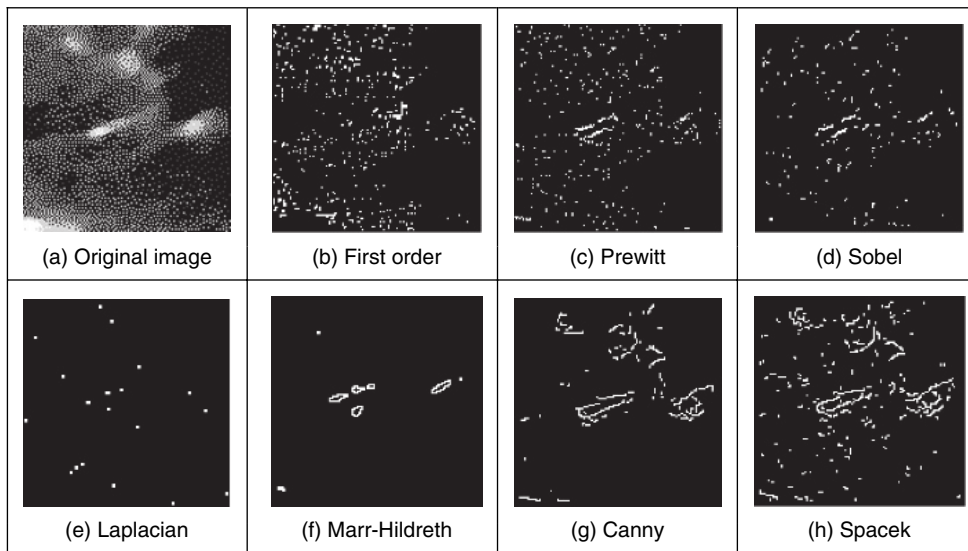 (a) Original image
(b) First order
(c) Prewitt
(d) Sobel
(e) Laplacian
(f) Marr-Hildreth
(g) Canny
(h) Spacek